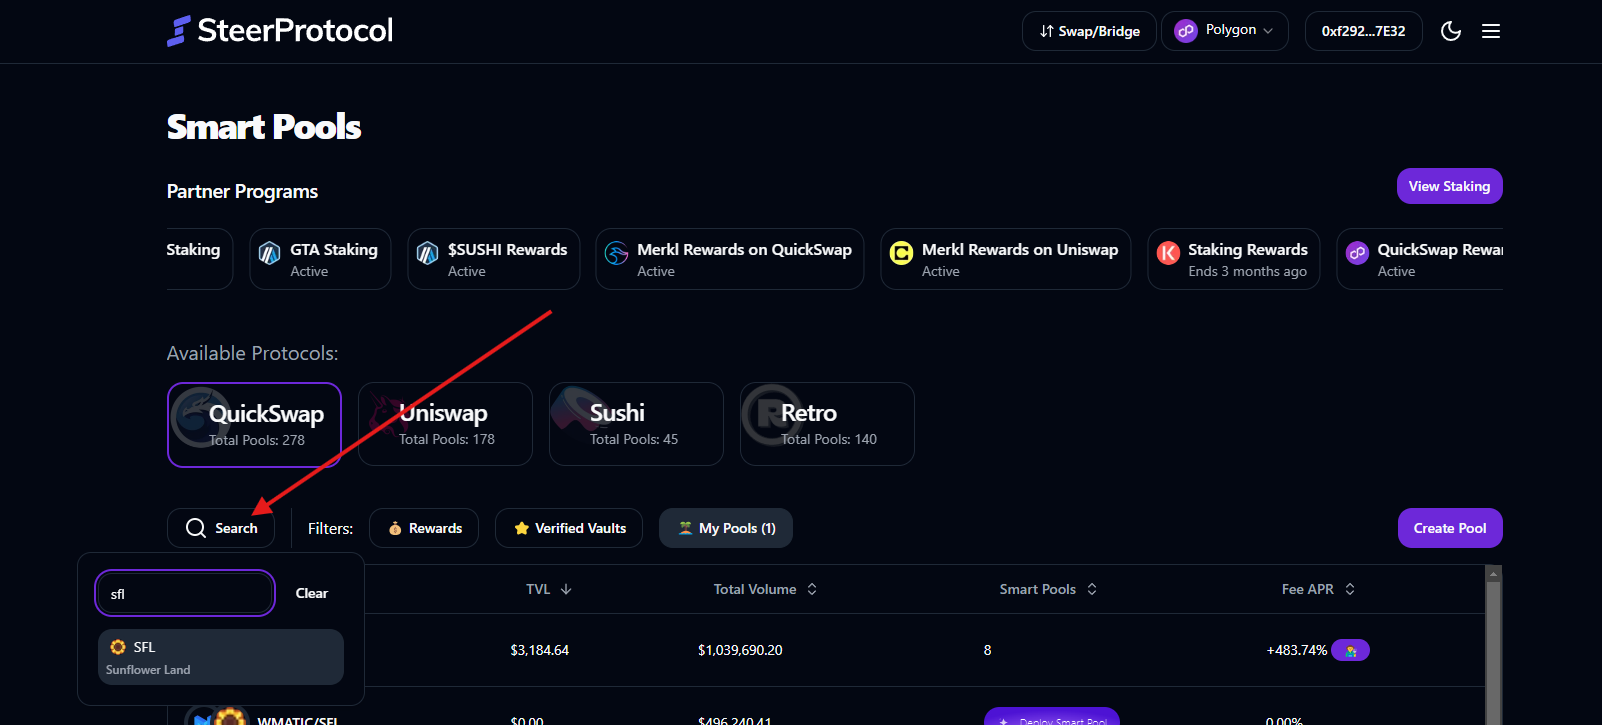 SteerProtocol
Swap/Bridge
Polygon
0xf292...7E32
Smart Pools
Partner Programs
View Staking
Staking
GTA Staking
Active
$SUSHI Rewards
Active
Merkl Rewards on QuickSwap
Active
Merkl Rewards on Uniswap
Active
Staking Rewards
Ends 3 months ago
QuickSwap Rewar
Active
Available Protocols:
QuickSwap
Total Pools: 278
Uniswap
Total Pools: 178
Sushi
Total Pools: 45
Retro
Total Pools: 140
Search
Filters:
Rewards
Verified Vaults
My Pools (1)
Create Pool
sfl
Clear
SFL
Sunflower Land
TVL
Total Volume
Smart Pools
Fee APR
$3,184.64
$1,039,690.20
8
+483.74%
WMATIC/SFL
$0.00
$496,240.41
Deploy Smart Pool
0.00%